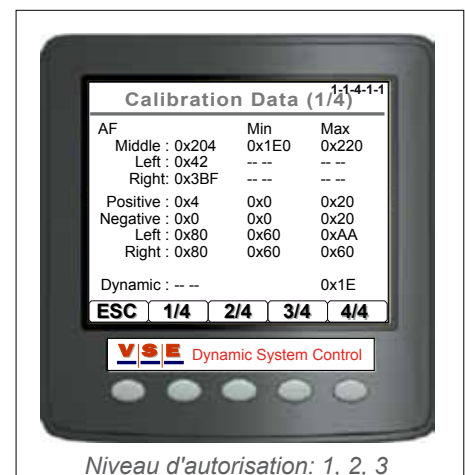 1-1-4-1-1
Calibration Data (1/4)
AF Min Max
Middle : 0x204 0x1E0 0x220
Left : 0x42 -- -- -- --
Right: 0x3BF -- -- -- --
Positive : 0x4 0x0 0x20
Negative : 0x0 0x0 0x20
Left : 0x80 0x60 0xAA
Right : 0x80 0x60 0x60
Dynamic : -- -- 0x1E
ESC 1/4 2/4 3/4 4/4
VSE Dynamic System Control
Niveau d'autorisation: 1, 2, 3